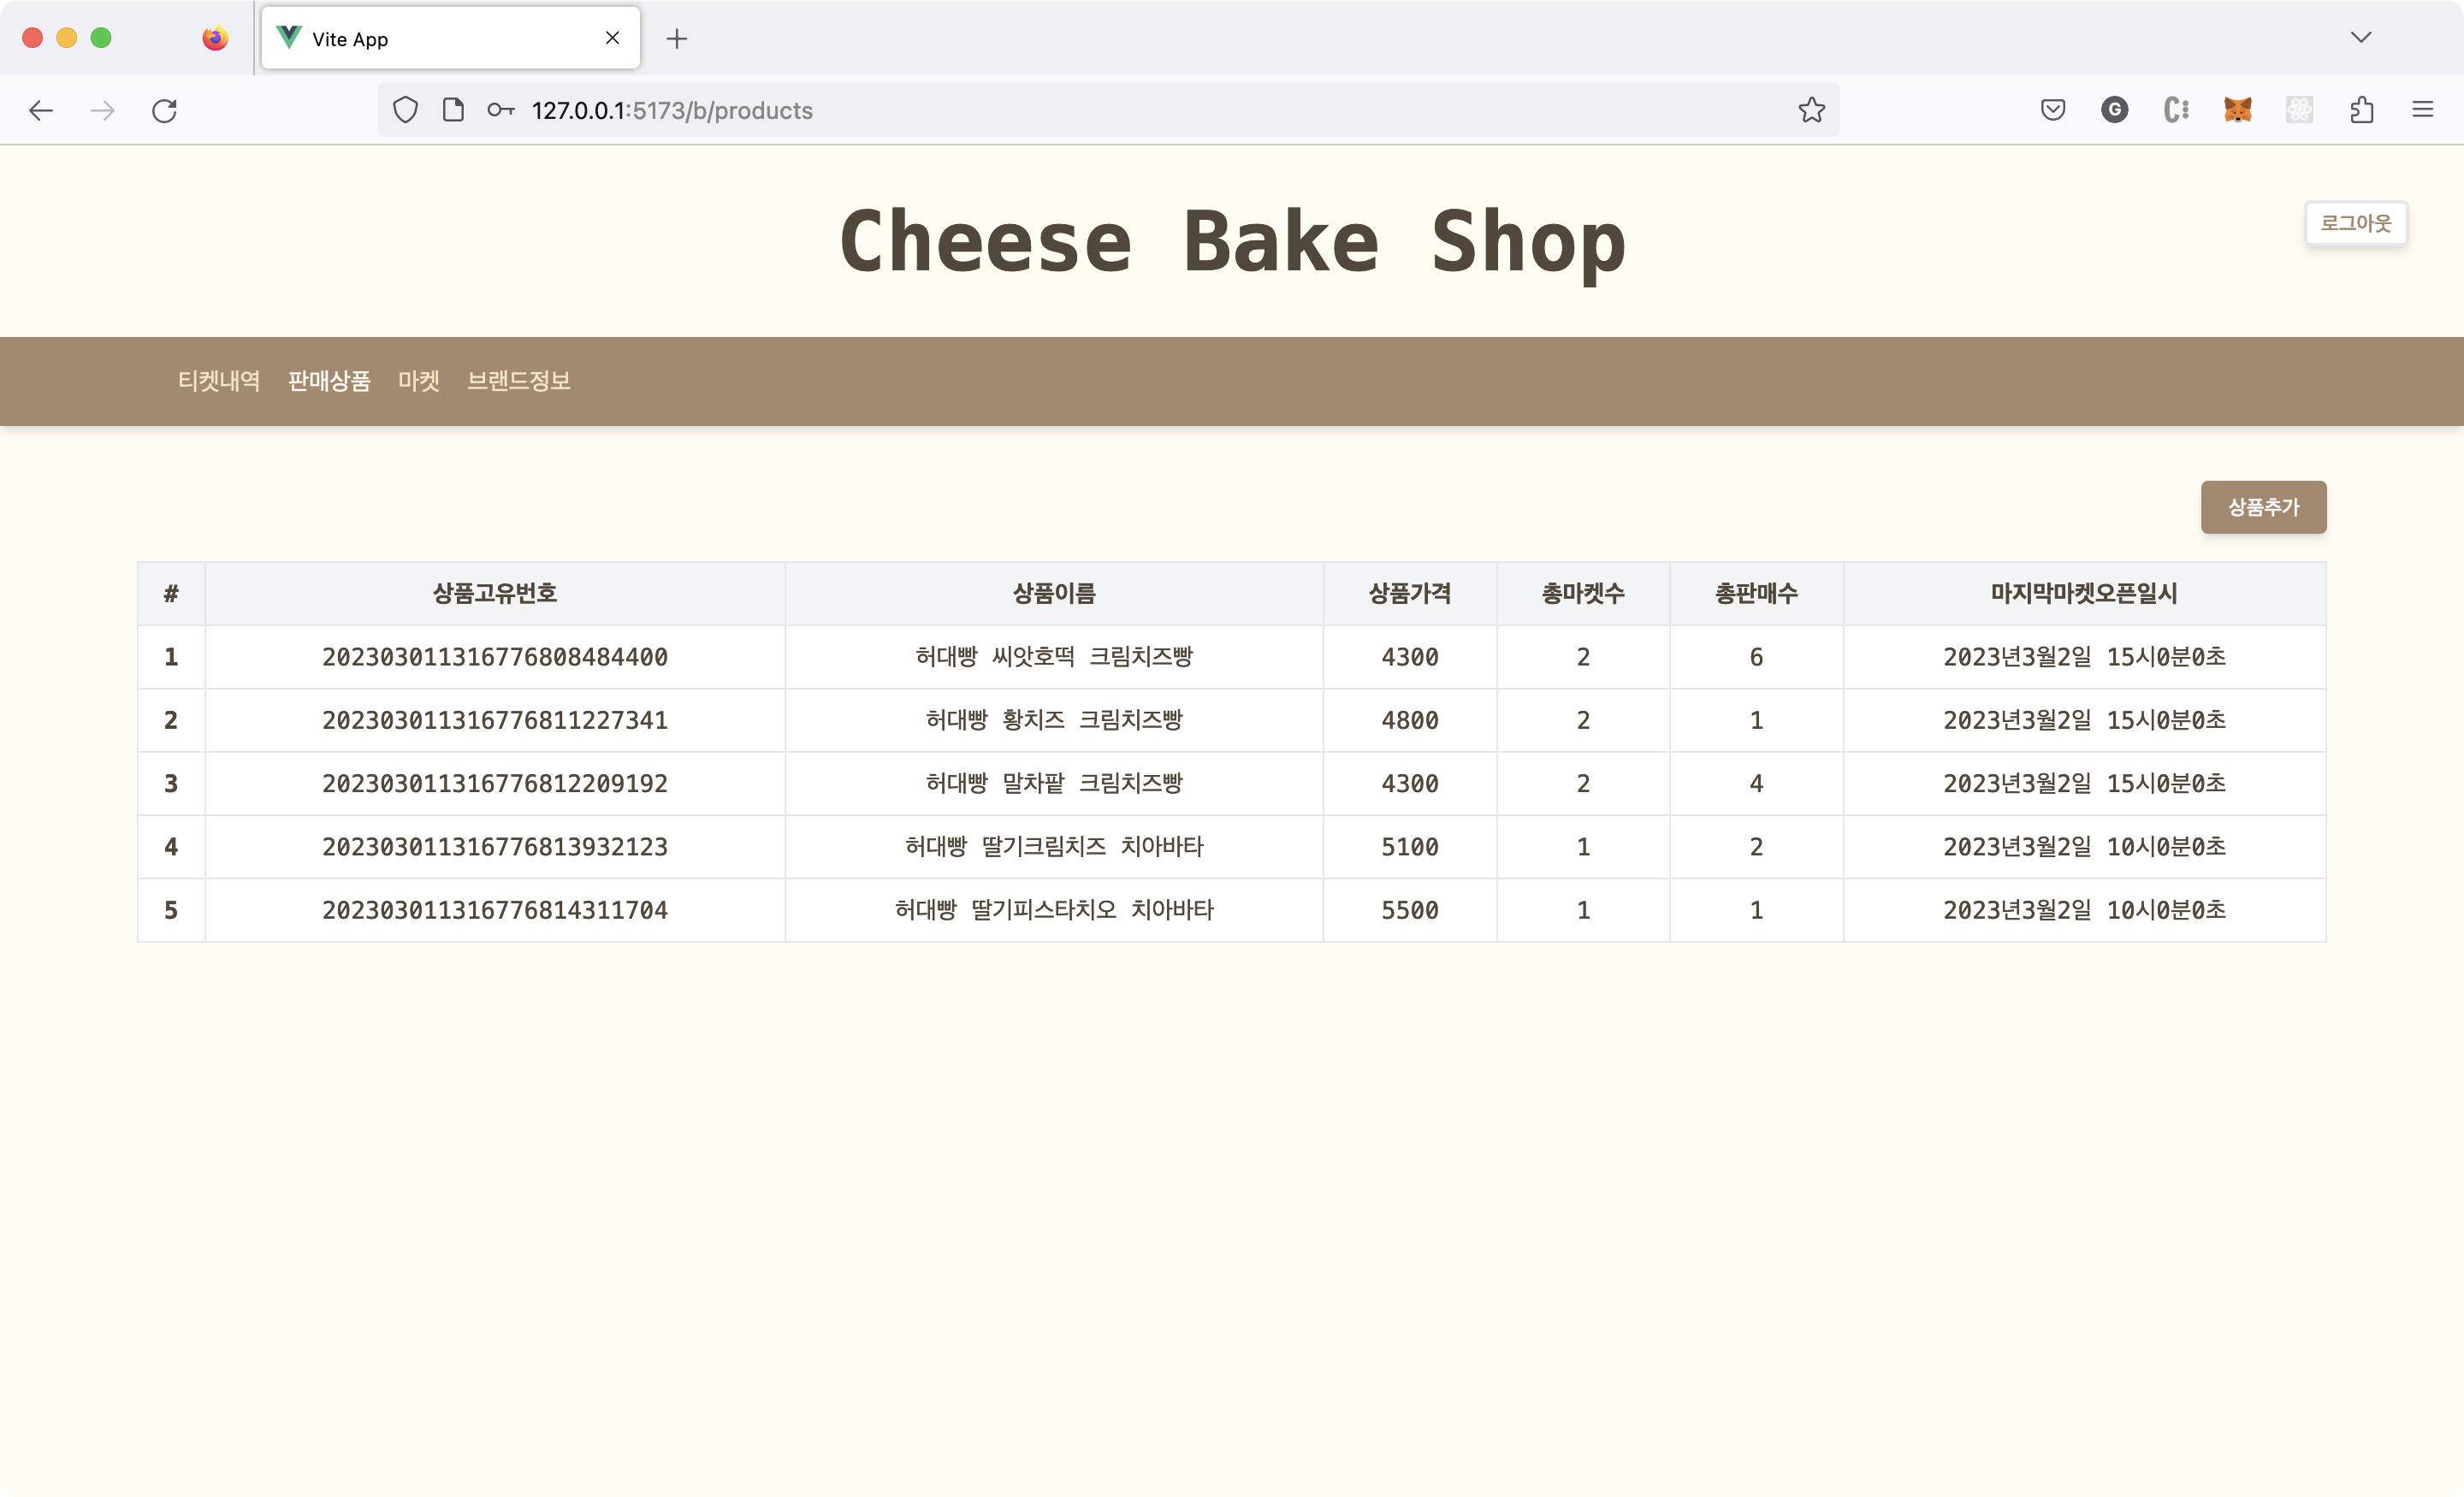 Vite App
127.0.0.1:5173/b/products
Cheese Bake Shop
로그아웃
티켓내역 판매상품 마켓 브랜드정보
상품추가
# 상품고유번호 상품이름 상품가격 총마켓수 총판매수 마지막마켓오픈일시
1 202303011316776808484400 허대빵 씨앗호떡 크림치즈빵 4300 2 6 2023년3월2일 15시0분0초
2 202303011316776811227341 허대빵 황치즈 크림치즈빵 4800 2 1 2023년3월2일 15시0분0초
3 202303011316776812209192 허대빵 말차팥 크림치즈빵 4300 2 4 2023년3월2일 15시0분0초
4 202303011316776813932123 허대빵 딸기크림치즈 치아바타 5100 1 2 2023년3월2일 10시0분0초
5 202303011316776814311704 허대빵 딸기피스타치오 치아바타 5500 1 1 2023년3월2일 10시0분0초